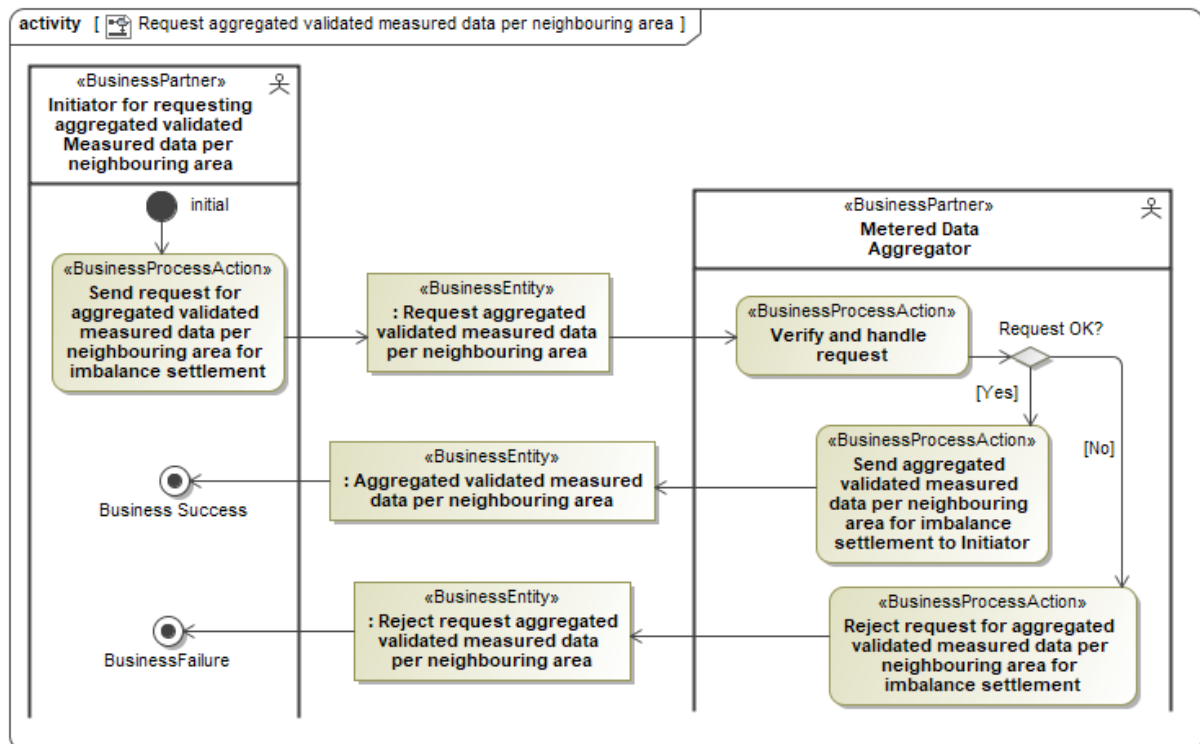 activity [ Request aggregated validated measured data per neighbouring area ]
«BusinessPartner»
Initiator for requesting
aggregated validated
Measured data per
neighbouring area
initial
«BusinessProcessAction»
Send request for
aggregated validated
measured data per
neighbouring area for
imbalance settlement
«BusinessEntity»
: Request aggregated
validated measured data
per neighbouring area
«BusinessPartner»
Metered Data
Aggregator
«BusinessProcessAction»
Verify and handle
request
Request OK?
[Yes]
[No]
«BusinessProcessAction»
Send aggregated
validated measured
data per neighbouring
area for imbalance
settlement to Initiator
«BusinessEntity»
: Aggregated validated measured
data per neighbouring area
Business Success
«BusinessProcessAction»
Reject request for aggregated
validated measured data per
neighbouring area for
imbalance settlement
«BusinessEntity»
: Reject request aggregated
validated measured data
per neighbouring area
BusinessFailure